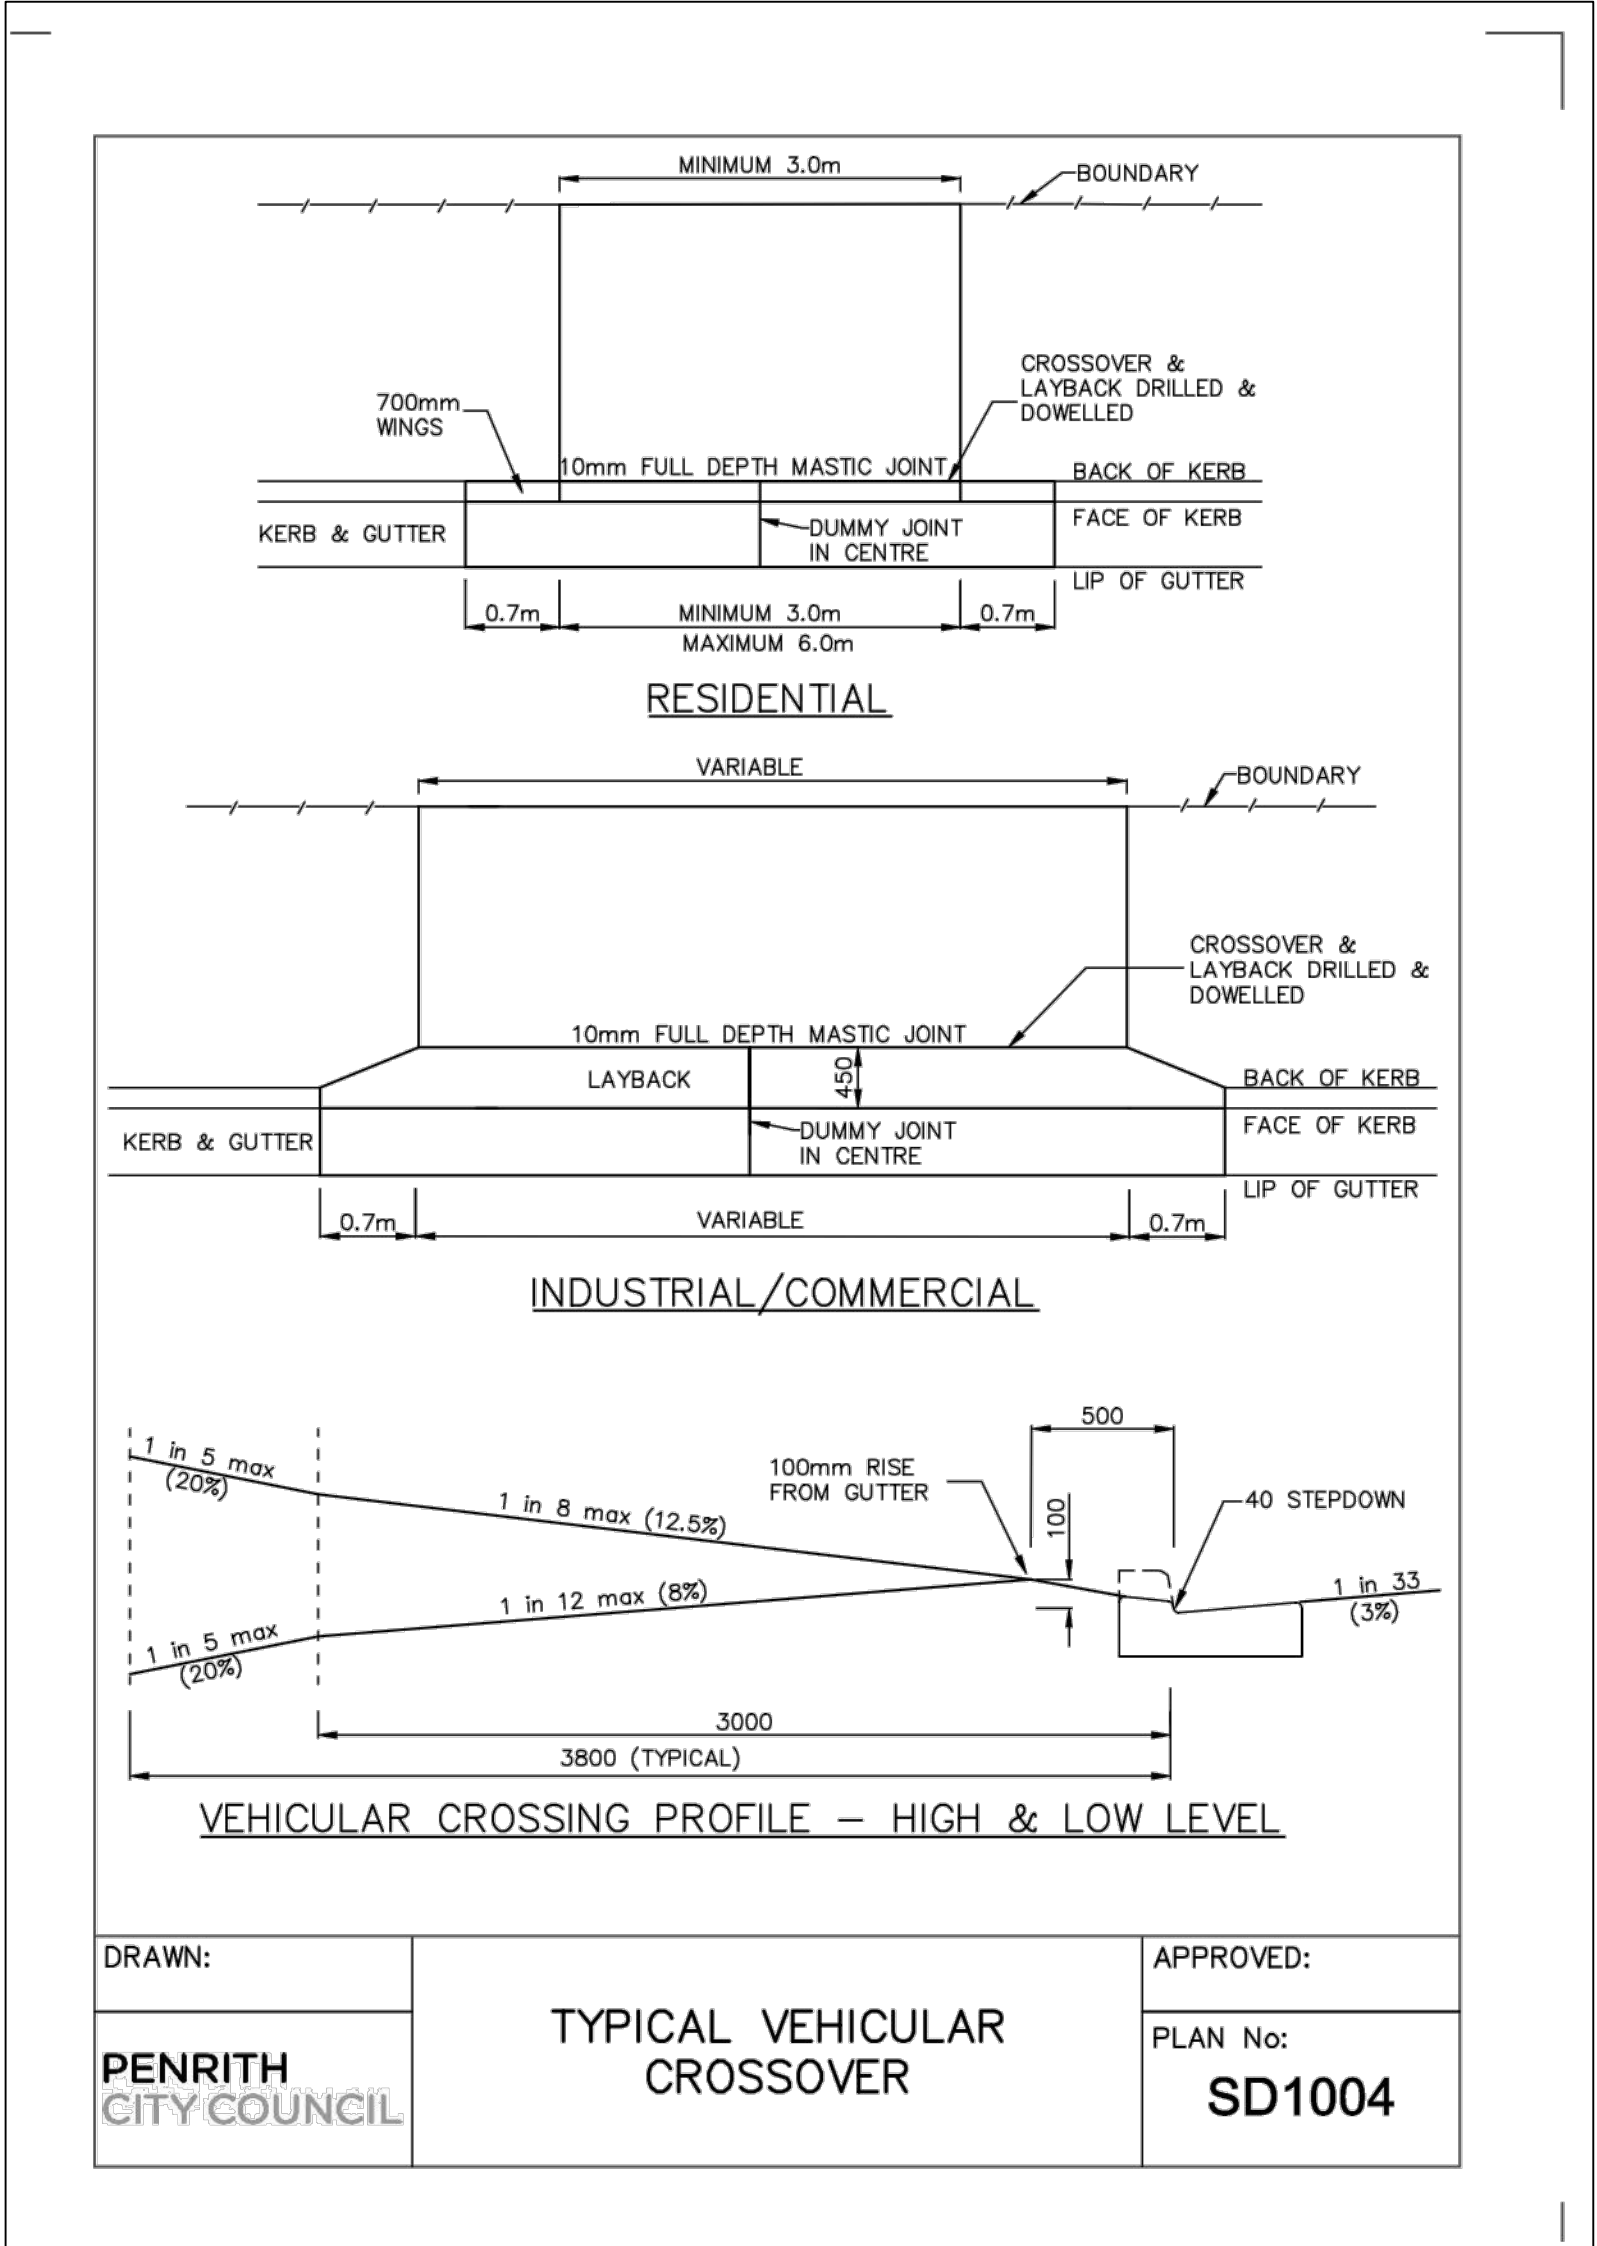 MINIMUM 3.0m
BOUNDARY
CROSSOVER &
LAYBACK DRILLED &
DOWELLED
700mm
WINGS
10mm FULL DEPTH MASTIC JOINT
BACK OF KERB
FACE OF KERB
KERB & GUTTER
DUMMY JOINT
IN CENTRE
LIP OF GUTTER
0.7m
MINIMUM 3.0m
0.7m
MAXIMUM 6.0m
RESIDENTIAL
VARIABLE
BOUNDARY
CROSSOVER &
LAYBACK DRILLED &
DOWELLED
10mm FULL DEPTH MASTIC JOINT
LAYBACK
450
BACK OF KERB
FACE OF KERB
KERB & GUTTER
DUMMY JOINT
IN CENTRE
LIP OF GUTTER
0.7m
VARIABLE
0.7m
INDUSTRIAL/COMMERCIAL
500
1 in 5 max
(20%)
100mm RISE
FROM GUTTER
1 in 8 max (12.5%)
100
40 STEPDOWN
1 in 12 max (8%)
1 in 33
(3%)
1 in 5 max
(20%)
3000
3800 (TYPICAL)
VEHICULAR CROSSING PROFILE – HIGH & LOW LEVEL
DRAWN:
PENRITH
CITY COUNCIL
TYPICAL VEHICULAR
CROSSOVER
APPROVED:
PLAN No:
SD1004